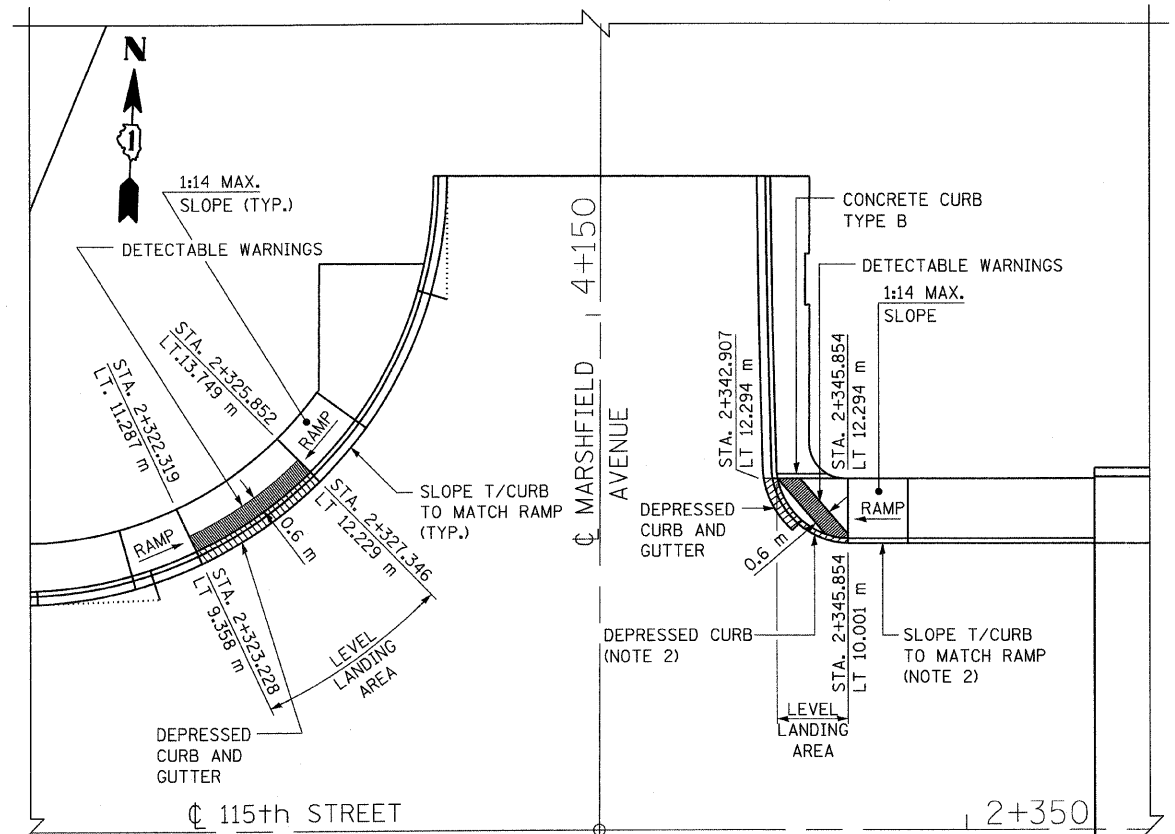 N
1
1:14 MAX.
SLOPE (TYP.)
DETECTABLE WARNINGS
STA. 2+325.852
LT.13.749 m
STA. 2+322.319
LT. 11.287 m
RAMP
RAMP
0.6 m
STA. 2+327.346
LT 12.229 m
SLOPE T/CURB
TO MATCH RAMP
(TYP.)
STA. 2+323.228
LT 9.358 m
LEVEL
LANDING
AREA
DEPRESSED
CURB AND
GUTTER
℄ 115th STREET
4+150
℄ MARSHFIELD
AVENUE
CONCRETE CURB
TYPE B
DETECTABLE WARNINGS
1:14 MAX.
SLOPE
STA. 2+342.907
LT 12.294 m
STA. 2+345.854
LT 12.294 m
DEPRESSED
CURB AND
GUTTER
RAMP
0.6 m
DEPRESSED CURB
(NOTE 2)
STA. 2+345.854
LT 10.001 m
SLOPE T/CURB
TO MATCH RAMP
(NOTE 2)
LEVEL
LANDING
AREA
2+350